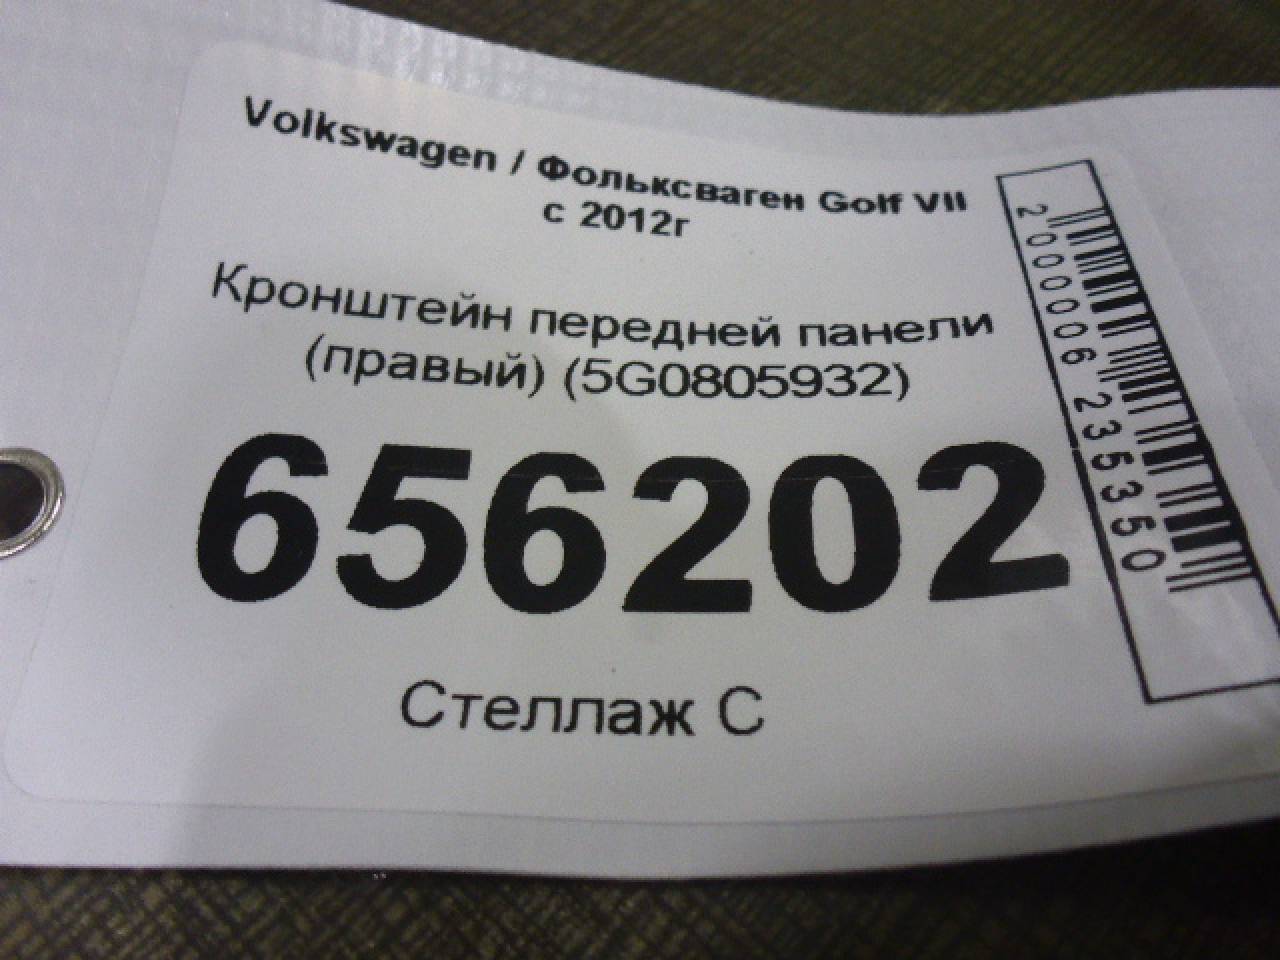 Volkswagen / Фольксваген Golf VII
с 2012г
Кронштейн передней панели
(правый) (5G0805932)
656202
Стеллаж С
2000006235350